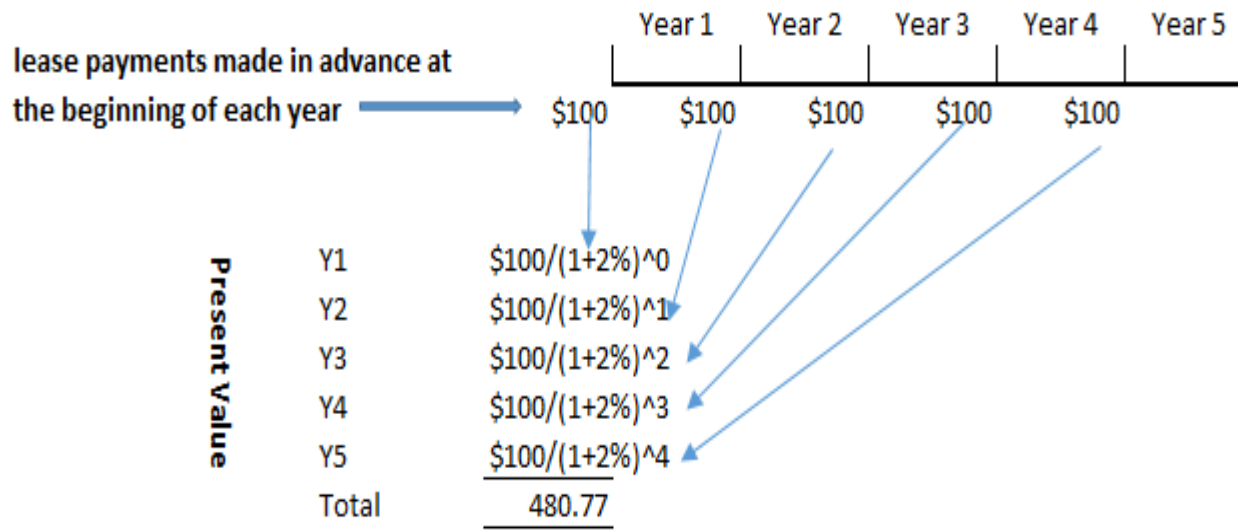 Year 1 Year 2 Year 3 Year 4 Year 5
lease payments made in advance at
the beginning of each year $100 $100 $100 $100 $100
Present Value
Y1 $100/(1+2%)^0
Y2 $100/(1+2%)^1
Y3 $100/(1+2%)^2
Y4 $100/(1+2%)^3
Y5 $100/(1+2%)^4
Total 480.77